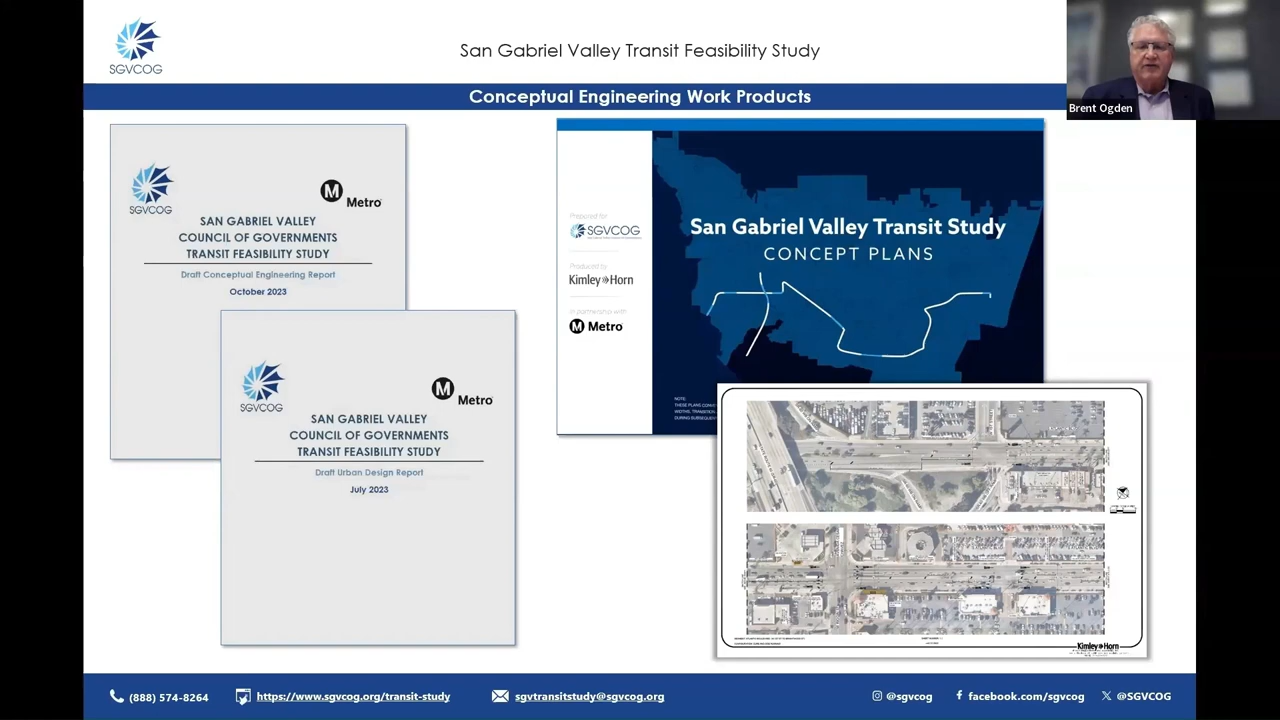 SGVCOG
San Gabriel Valley Transit Feasibility Study
Brent Ogden
Conceptual Engineering Work Products
SGVCOG
Metro
SAN GABRIEL VALLEY
COUNCIL OF GOVERNMENTS
TRANSIT FEASIBILITY STUDY
Draft Conceptual Engineering Report
October 2023
SGVCOG
Metro
SAN GABRIEL VALLEY
COUNCIL OF GOVERNMENTS
TRANSIT FEASIBILITY STUDY
Draft Urban Design Report
July 2023
Prepared for
SGVCOG
Produced by
Kimley»Horn
In partnership with
Metro
San Gabriel Valley Transit Study
CONCEPT PLANS
NOTE:
Kimley»Horn
(888) 574-8264
https://www.sgvcog.org/transit-study
sgvtransitstudy@sgvcog.org
@sgvcog
facebook.com/sgvcog
@SGVCOG